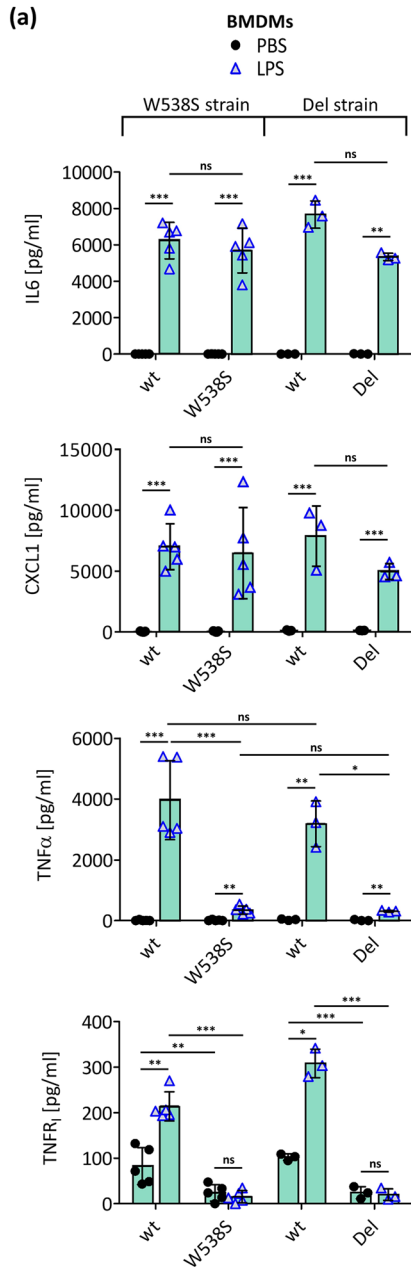 (a)
BMDMs
PBS
LPS
W538S strain Del strain
IL6 [pg/ml]
10000
8000
6000
4000
2000
0
ns
ns
***
***
***
**
wt
W538S
wt
Del
CXCL1 [pg/ml]
15000
10000
5000
0
ns
***
***
ns
***
***
wt
W538S
wt
Del
TNFα [pg/ml]
6000
4000
2000
0
ns
***
***
ns
**
*
**
**
wt
W538S
wt
Del
TNFRI [pg/ml]
400
300
200
100
0
***
**
**
ns
***
***
*
ns
wt
W538S
wt
Del